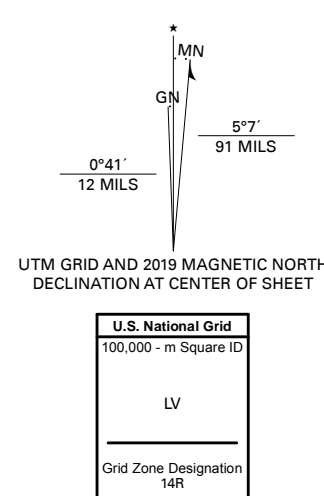 ★
MN
GN
5°7´
91 MILS
0°41´
12 MILS
UTM GRID AND 2019 MAGNETIC NORTH
DECLINATION AT CENTER OF SHEET
U.S. National Grid
100,000 - m Square ID
LV
Grid Zone Designation
14R